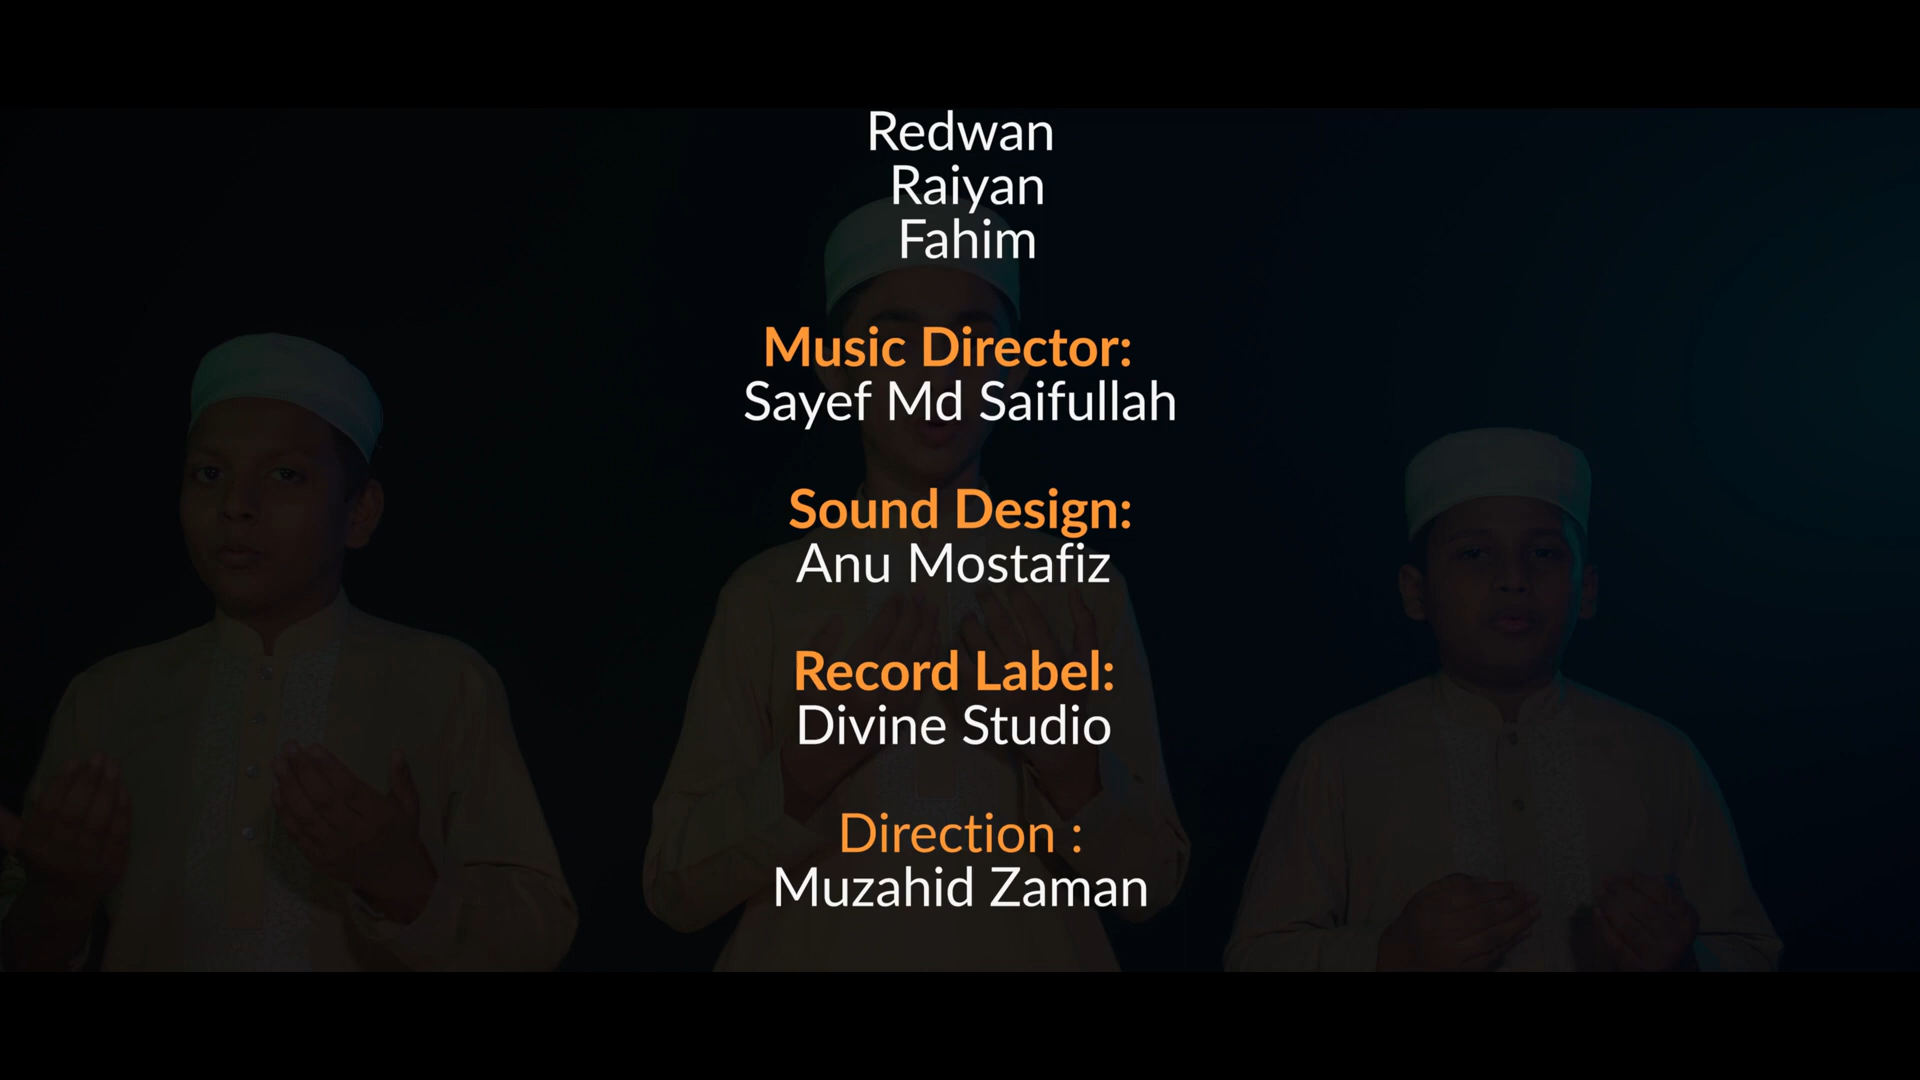 Redwan
Raiyan
Fahim
Music Director:
Sayef Md Saifullah
Sound Design:
Anu Mostafiz
Record Label:
Divine Studio
Direction :
Muzahid Zaman